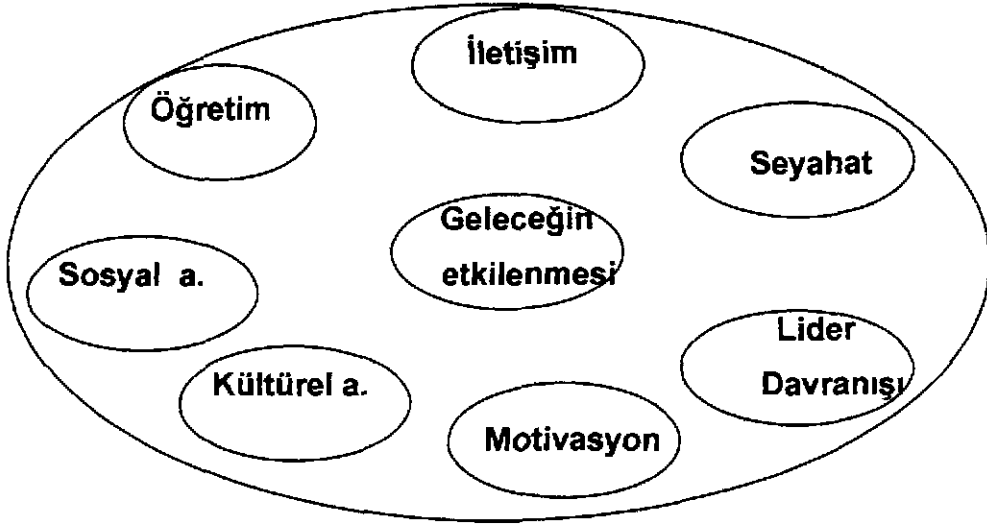 İletişim
Öğretim
Seyahat
Geleceğin
etkilenmesi
Sosyal a.
Kültürel a.
Lider
Davranışı
Motivasyon